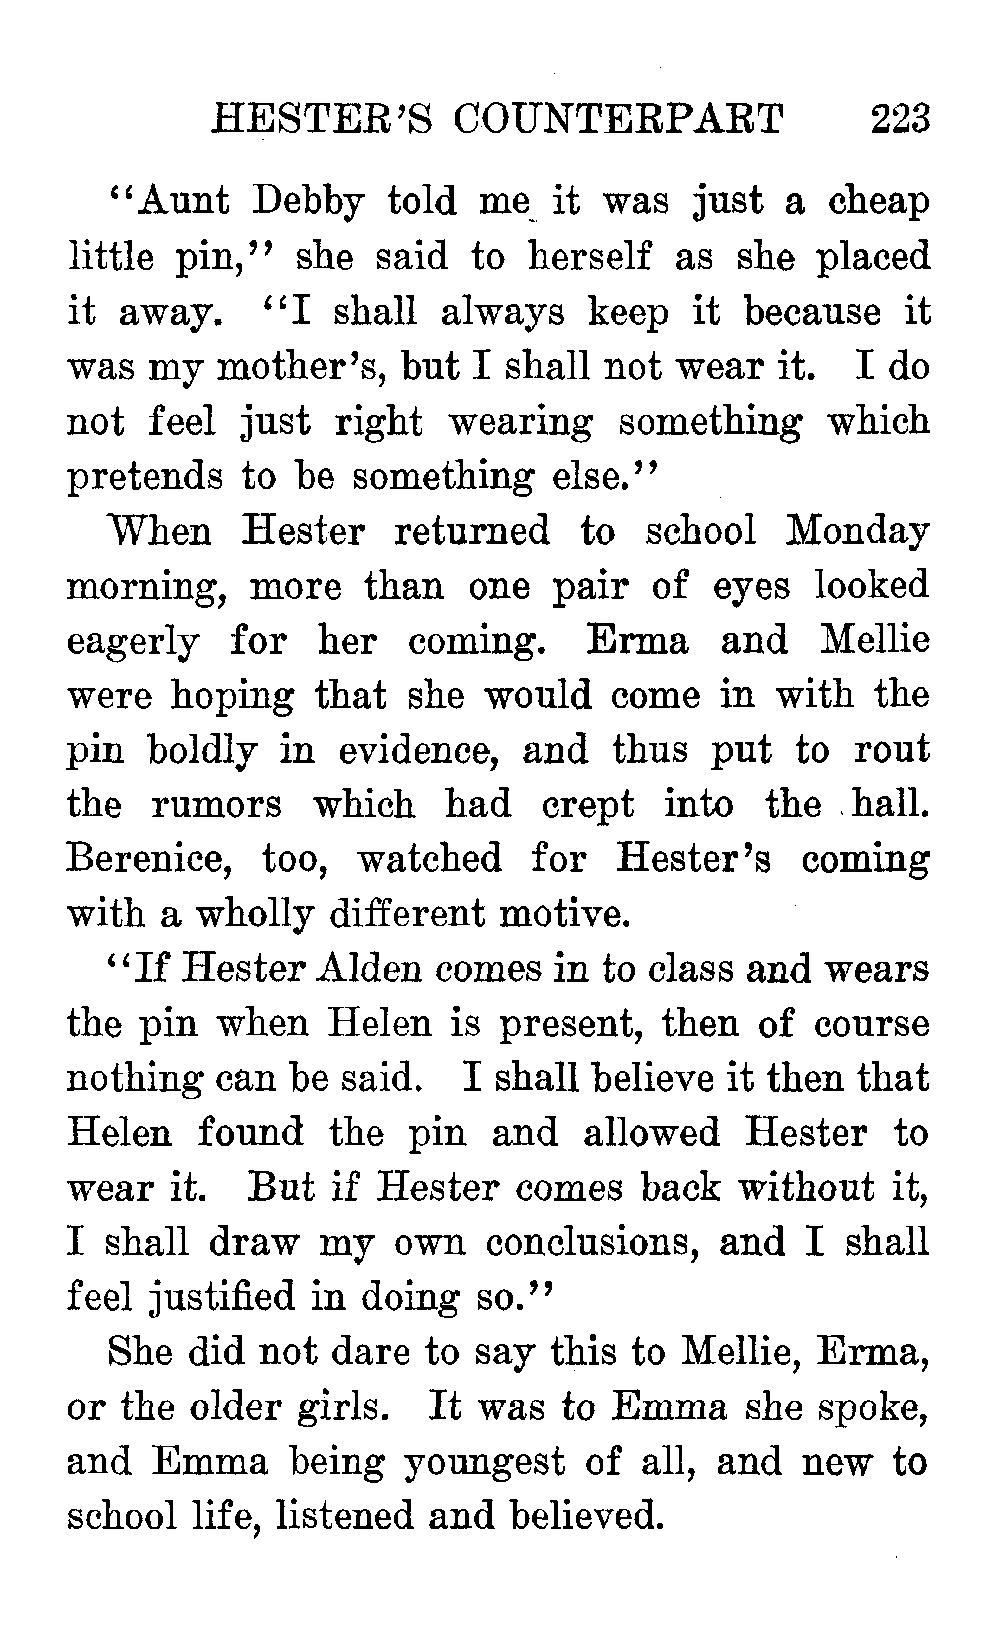 HESTER'S COUNTERPART 223
"Aunt Debby told me it was just a cheap
little pin," she said to herself as she placed
it away. "I shall always keep it because it
was my mother's, but I shall not wear it. I do
not feel just right wearing something which
pretends to be something else."
When Hester returned to school Monday
morning, more than one pair of eyes looked
eagerly for her coming. Erma and Mellie
were hoping that she would come in with the
pin boldly in evidence, and thus put to rout
the rumors which had crept into the hall.
Berenice, too, watched for Hester's coming
with a wholly different motive.
"If Hester Alden comes in to class and wears
the pin when Helen is present, then of course
nothing can be said. I shall believe it then that
Helen found the pin and allowed Hester to
wear it. But if Hester comes back without it,
I shall draw my own conclusions, and I shall
feel justified in doing so."
She did not dare to say this to Mellie, Erma,
or the older girls. It was to Emma she spoke,
and Emma being youngest of all, and new to
school life, listened and believed.